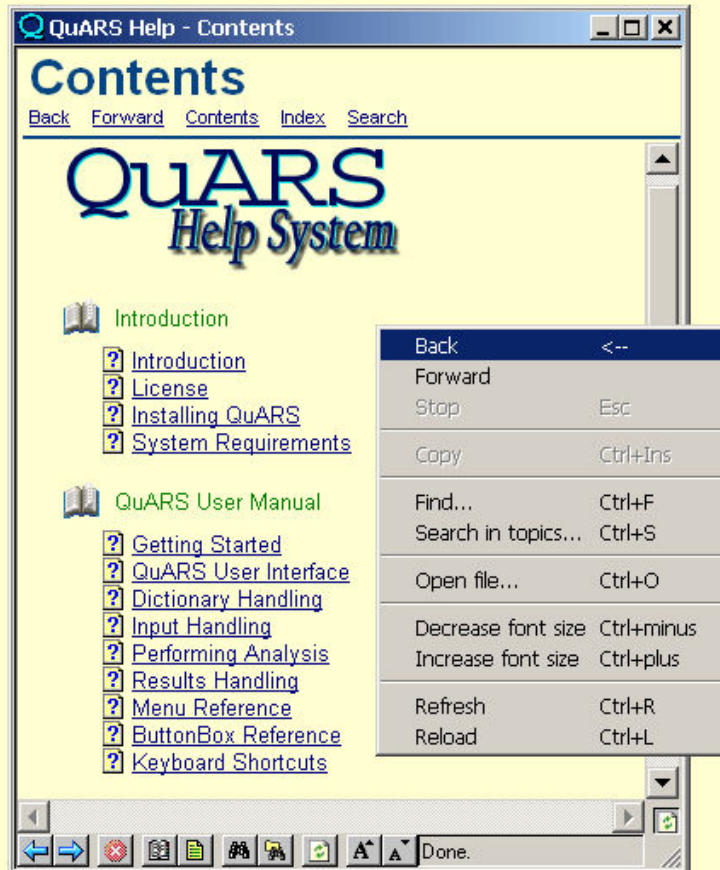 QuARS Help - Contents
Contents
Back Forward Contents Index Search
QuARS
Help System
Introduction
Introduction
License
Installing QuARS
System Requirements
QuARS User Manual
Getting Started
QuARS User Interface
Dictionary Handling
Input Handling
Performing Analysis
Results Handling
Menu Reference
ButtonBox Reference
Keyboard Shortcuts
Back <--
Forward
Stop Esc
Copy Ctrl+Ins
Find... Ctrl+F
Search in topics... Ctrl+S
Open file... Ctrl+O
Decrease font size Ctrl+minus
Increase font size Ctrl+plus
Refresh Ctrl+R
Reload Ctrl+L
A A Done.